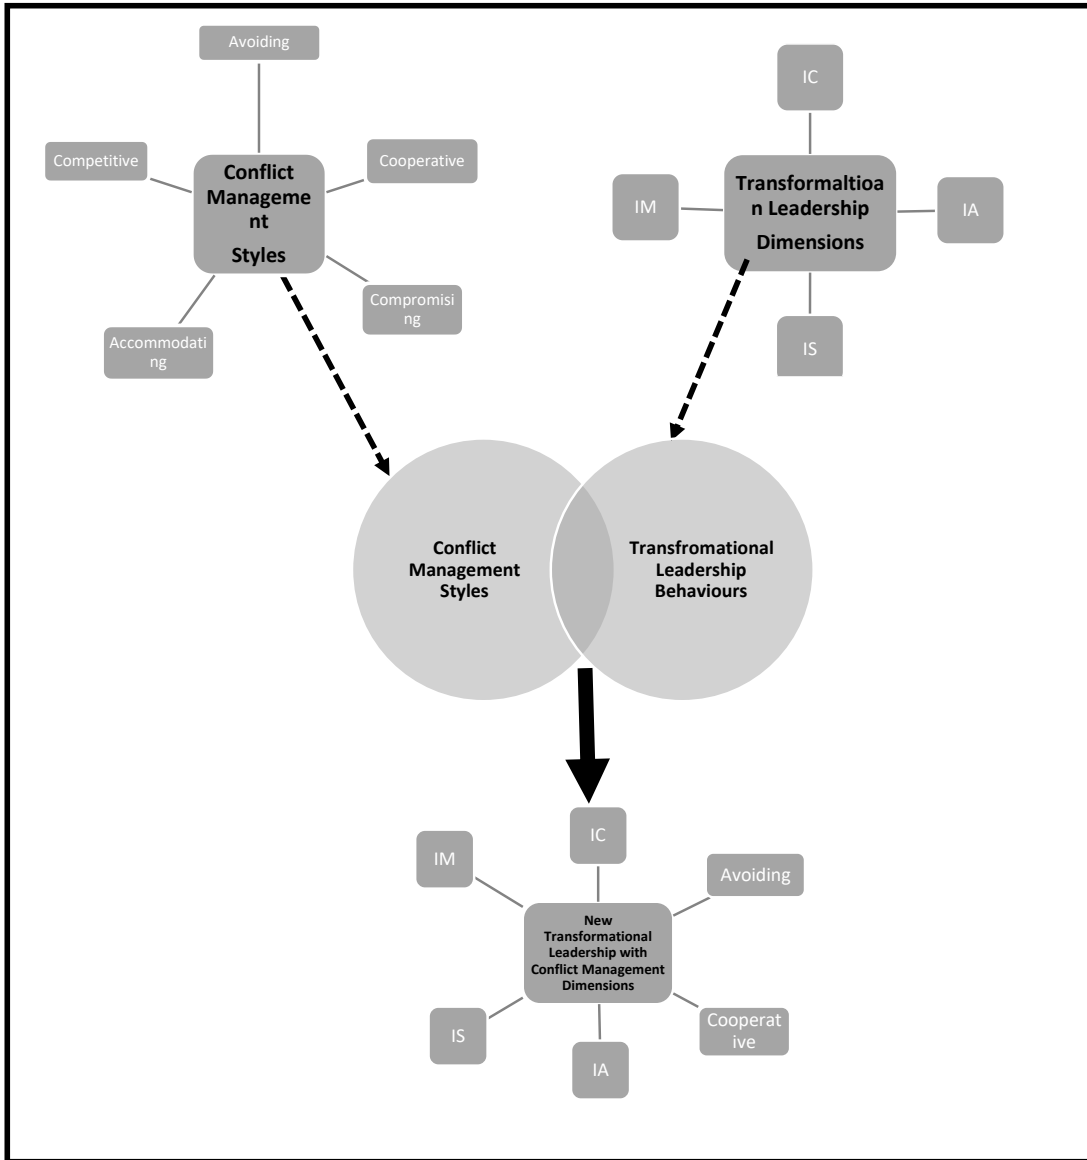 Avoiding
Competitive
Conflict
Manageme
nt
Styles
Cooperative
Compromisi
ng
Accommodati
ng
IC
IM
Transformaltioa
n Leadership
Dimensions
IA
IS
Conflict
Management
Styles
Transfromational
Leadership
Behaviours
IC
IM
Avoiding
New
Transformational
Leadership with
Conflict Management
Dimensions
IS
Cooperat
ive
IA